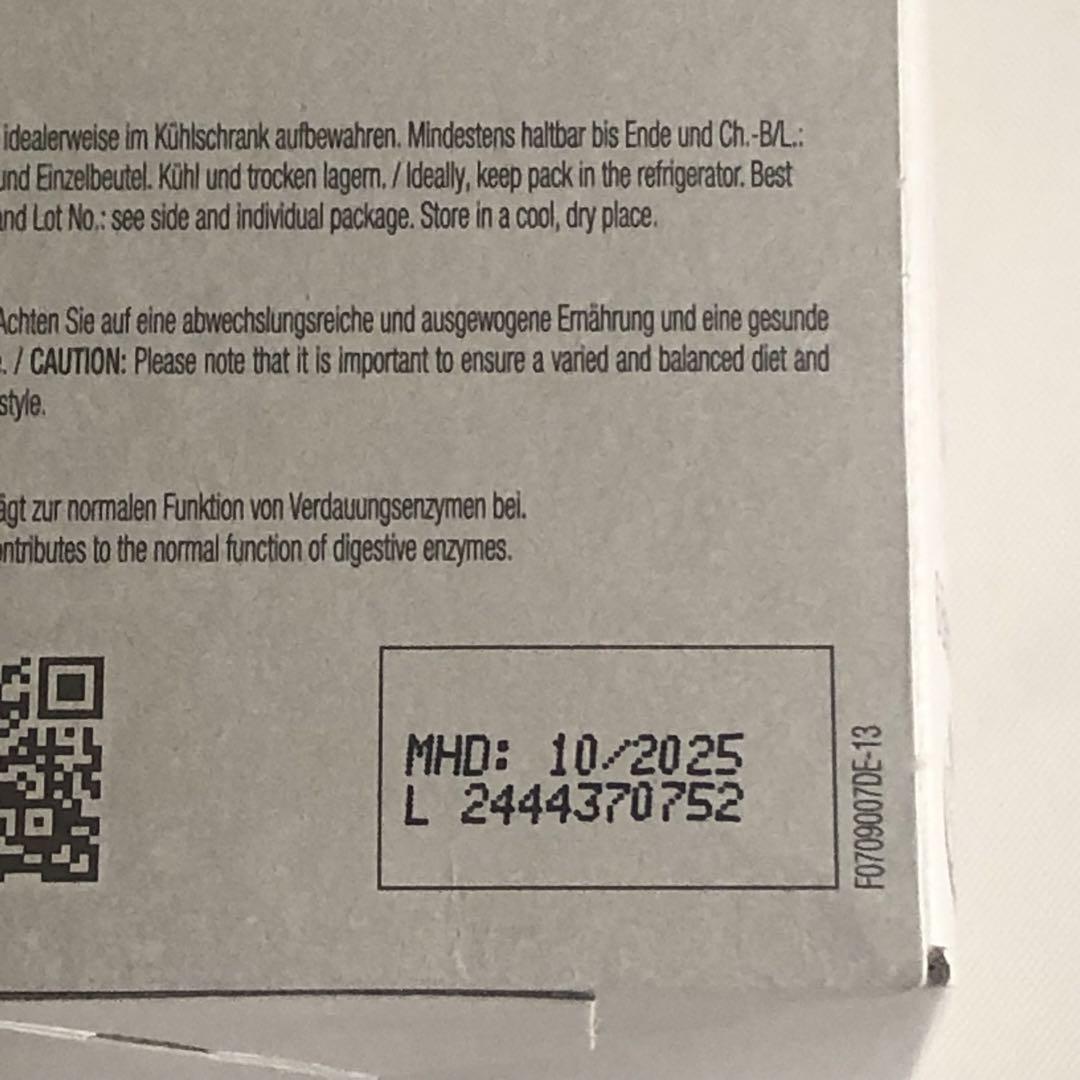 idealerweise im Kühlschrank aufbewahren. Mindestens haltbar bis Ende und Ch.-B/L.:
und Einzelbeutel. Kühl und trocken lagern. / Ideally, keep pack in the refrigerator. Best
and Lot No.: see side and individual package. Store in a cool, dry place.
Achten Sie auf eine abwechslungsreiche und ausgewogene Ernährung und eine gesunde
. / CAUTION: Please note that it is important to ensure a varied and balanced diet and
style.
ägt zur normalen Funktion von Verdauungsenzymen bei.
ontributes to the normal function of digestive enzymes.
MHD: 10/2025
L 2444370752
F0709007DE-13